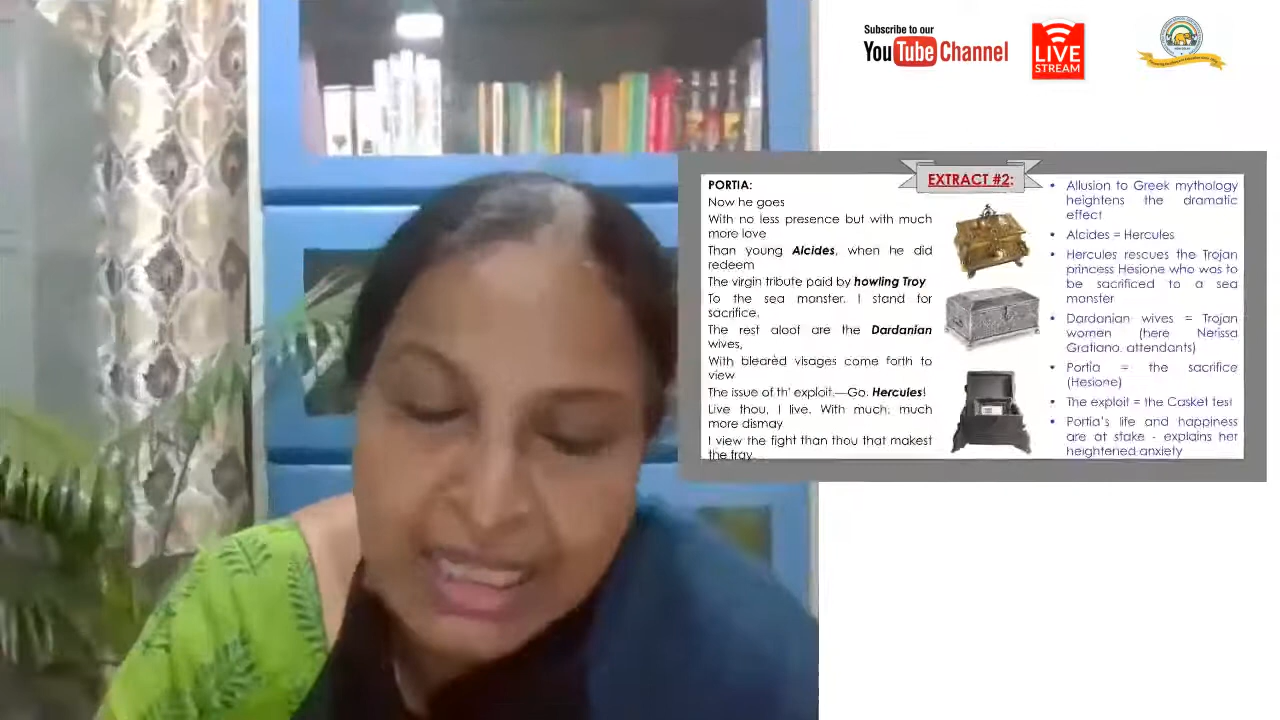 Subscribe to our
YouTube Channel
LIVE
STREAM
EXTRACT #2:
PORTIA:
Now he goes
With no less presence but with much
more love
Than young Alcides, when he did
redeem
The virgin tribute paid by howling Troy
To the sea monster. I stand for
sacrifice.
The rest aloof are the Dardanian
wives,
With blearèd visages come forth to
view
The issue of th' exploit.—Go, Hercules!
Live thou, I live. With much, much
more dismay
I view the fight than thou that makest
the fray.
• Allusion to Greek mythology
heightens the dramatic
effect
• Alcides = Hercules
• Hercules rescues the Trojan
princess Hesione who was to
be sacrificed to a sea
monster
• Dardanian wives = Trojan
women (here Nerissa
Gratiano, attendants)
• Portia = the sacrifice
(Hesione)
• The exploit = the Casket test
• Portia's life and happiness
are at stake - explains her
heightened anxiety